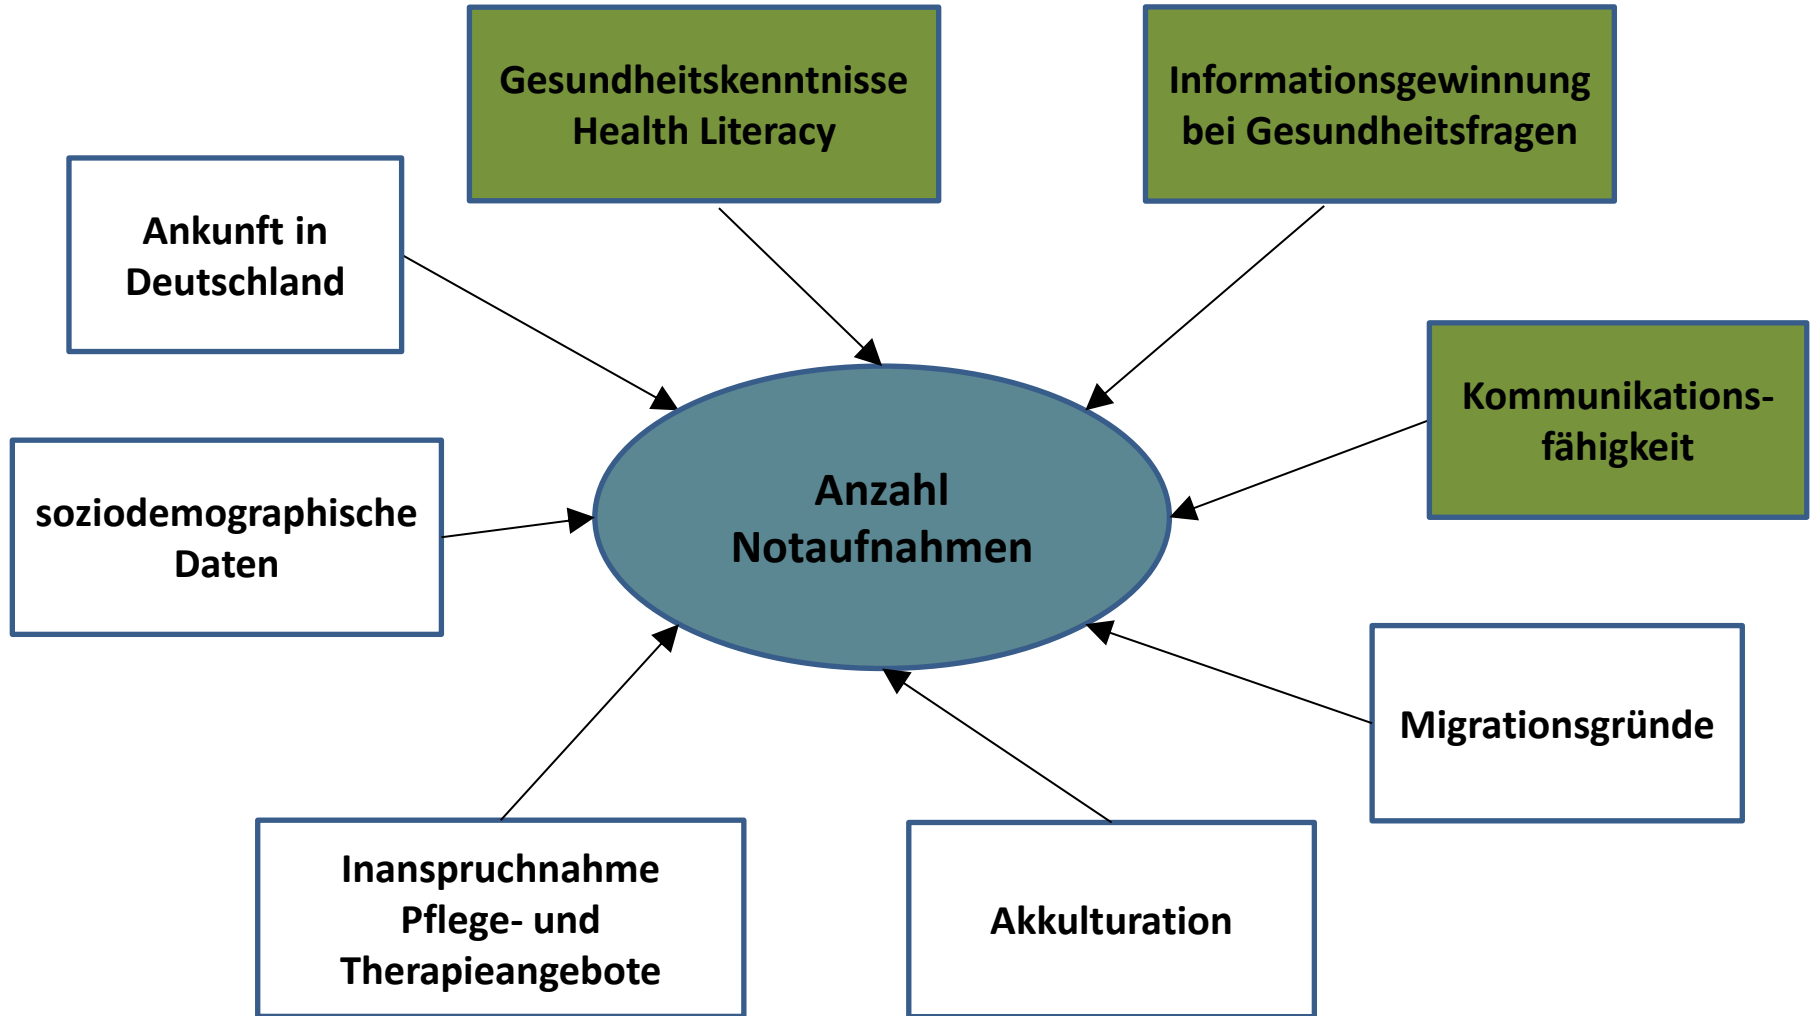 Gesundheitskenntnisse
Health Literacy
Informationsgewinnung
bei Gesundheitsfragen
Ankunft in
Deutschland
Kommunikations-
fähigkeit
soziodemographische
Daten
Anzahl
Notaufnahmen
Migrationsgründe
Inanspruchnahme
Pflege- und
Therapieangebote
Akkulturation